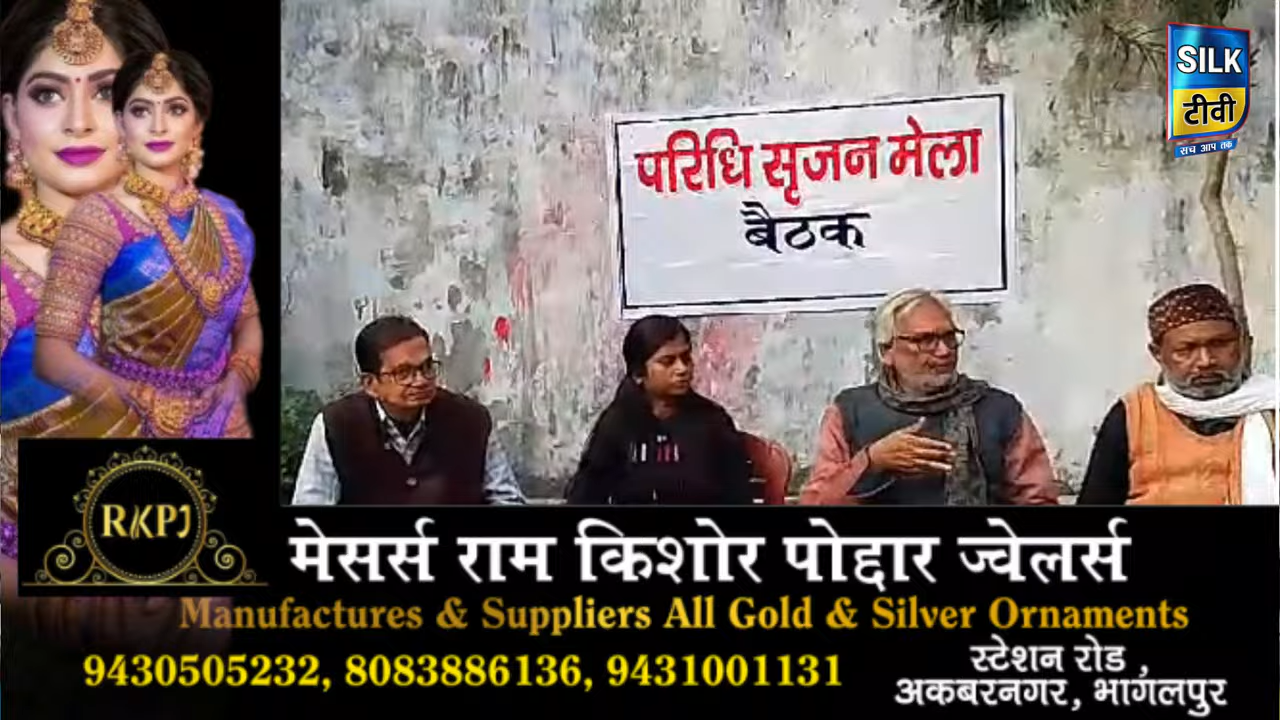 SILK
टीवी
सच आप तक
परिधि सृजन मेला
बैठक
RKPJ
मेसर्स राम किशोर पोद्दार ज्वेलर्स
Manufactures & Suppliers All Gold & Silver Ornaments
9430505232, 8083886136, 9431001131
स्टेशन रोड ,
अकबरनगर, भागलपुर